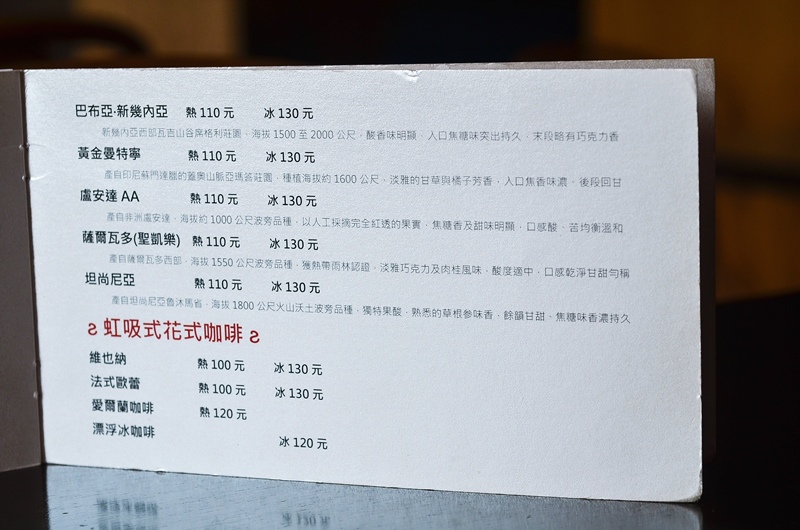 巴布亞·新幾內亞 熱 110 元 冰 130 元
新幾內亞西部瓦吉山谷席格利莊園，海拔 1500 至 2000 公尺，酸香味明顯，入口焦糖味突出持久，末段略有巧克力香
黃金曼特寧 熱 110 元 冰 130 元
產自印尼蘇門達臘的蓋奧山脈亞瑪笛莊園，種植海拔約 1600 公尺，淡雅的甘草與橘子芳香，入口焦香味濃，後段回甘
盧安達 AA 熱 110 元 冰 130 元
產自非洲盧安達，海拔約 1000 公尺波旁品種，以人工採摘完全紅透的果實，焦糖香及甜味明顯，口感酸、苦均衡溫和
薩爾瓦多(聖凱樂) 熱 110 元 冰 130 元
產自薩爾瓦多西部，海拔 1550 公尺波旁品種，獲熱帶雨林認證，淡雅巧克力及肉桂風味，酸度適中，口感乾淨甘甜勻稱
坦尚尼亞 熱 110 元 冰 130 元
產自坦尚尼亞魯沐馬省，海拔 1800 公尺火山沃土波旁品種，獨特果酸，熟悉的草根參味香，餘韻甘甜、焦糖味香濃持久
虹吸式花式咖啡
維也納 熱 100 元 冰 130 元
法式歐蕾 熱 100 元 冰 130 元
愛爾蘭咖啡 熱 120 元
漂浮冰咖啡 冰 120 元